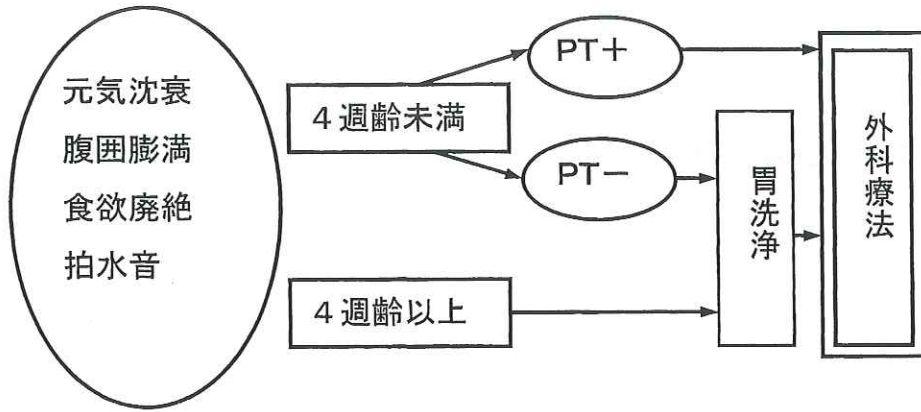 元気沈衰
腹囲膨満
食欲廃絶
拍水音
4週齢未満
4週齢以上
PT＋
PT－
胃洗浄
外科療法